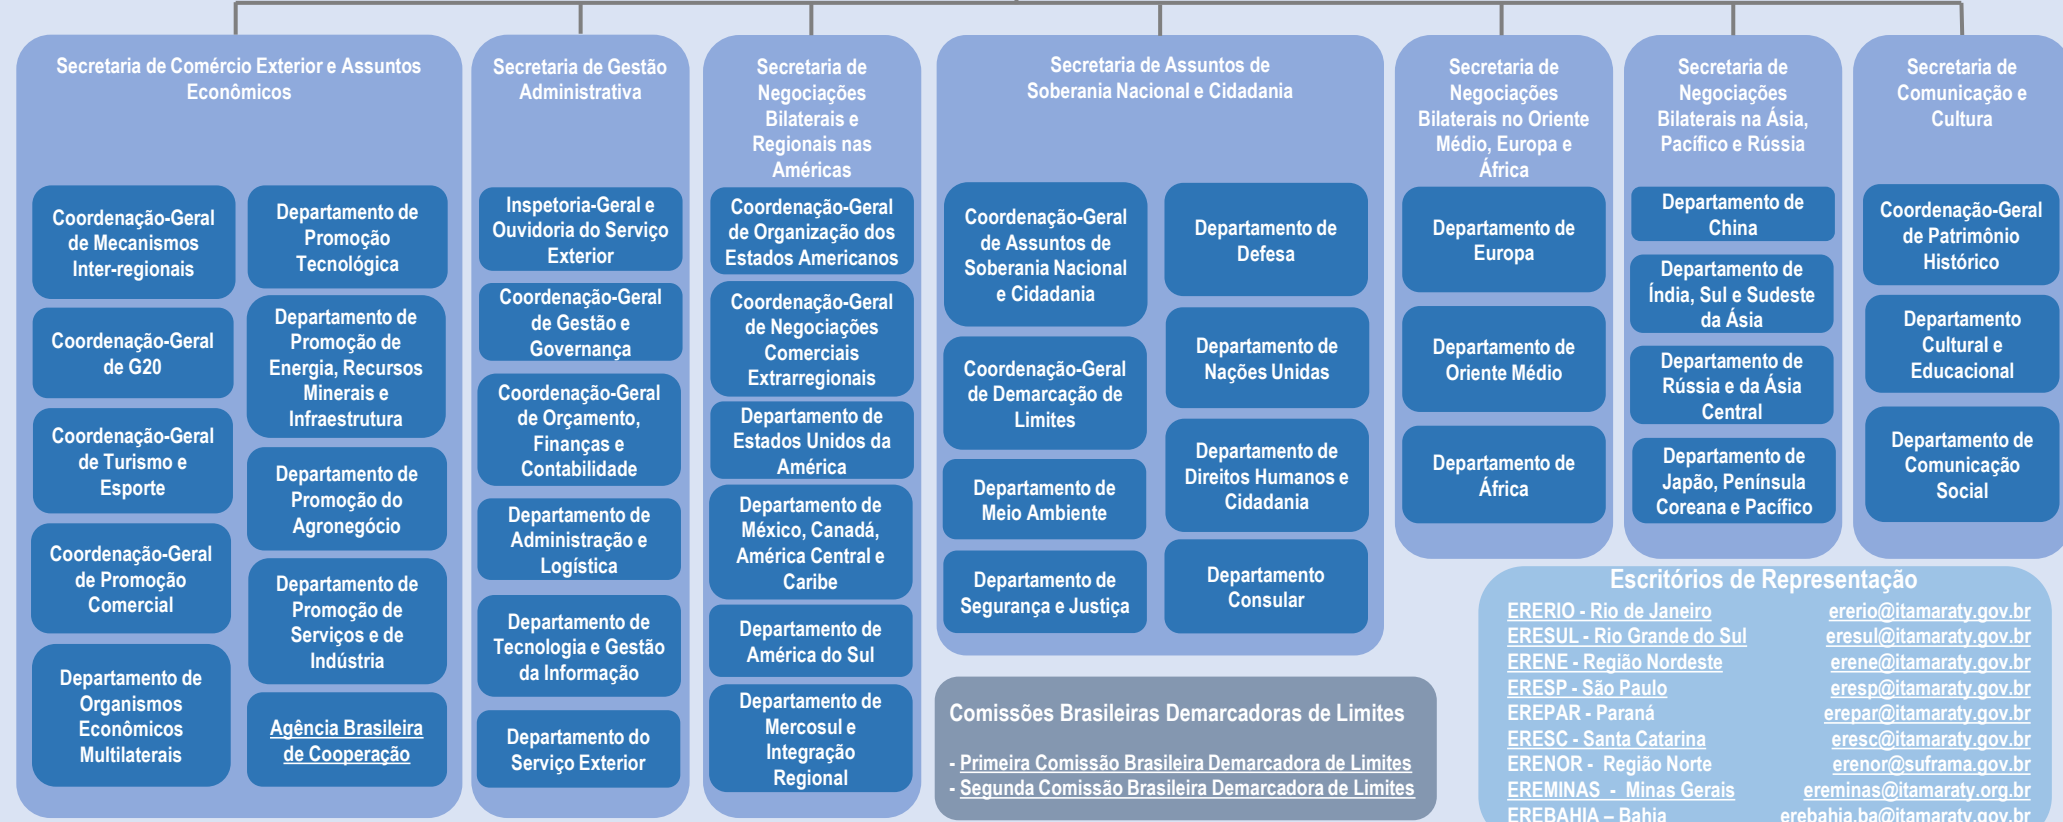 Secretaria de Comércio Exterior e Assuntos
Econômicos
Coordenação-Geral
de Mecanismos
Inter-regionais
Coordenação-Geral
de G20
Coordenação-Geral
de Turismo e
Esporte
Coordenação-Geral
de Promoção
Comercial
Departamento de
Organismos
Econômicos
Multilaterais
Departamento de
Promoção
Tecnológica
Departamento de
Promoção de
Energia, Recursos
Minerais e
Infraestrutura
Departamento de
Promoção do
Agronegócio
Departamento de
Promoção de
Serviços e de
Indústria
Agência Brasileira
de Cooperação
Secretaria de Gestão
Administrativa
Inspetoria-Geral e
Ouvidoria do Serviço
Exterior
Coordenação-Geral
de Gestão e
Governança
Coordenação-Geral
de Orçamento,
Finanças e
Contabilidade
Departamento de
Administração e
Logística
Departamento de
Tecnologia e Gestão
da Informação
Departamento do
Serviço Exterior
Secretaria de
Negociações
Bilaterais e
Regionais nas
Américas
Coordenação-Geral
de Organização dos
Estados Americanos
Coordenação-Geral
de Negociações
Comerciais
Extrarregionais
Departamento de
Estados Unidos da
América
Departamento de
México, Canadá,
América Central e
Caribe
Departamento de
América do Sul
Departamento de
Mercosul e
Integração
Regional
Secretaria de Assuntos de
Soberania Nacional e Cidadania
Coordenação-Geral
de Assuntos de
Soberania Nacional
e Cidadania
Coordenação-Geral
de Demarcação de
Limites
Departamento de
Meio Ambiente
Departamento de
Segurança e Justiça
Departamento de
Defesa
Departamento de
Nações Unidas
Departamento de
Direitos Humanos e
Cidadania
Departamento
Consular
Secretaria de
Negociações
Bilaterais no Oriente
Médio, Europa e
África
Departamento de
Europa
Departamento de
Oriente Médio
Departamento de
África
Secretaria de
Negociações
Bilaterais na Ásia,
Pacífico e Rússia
Departamento de
China
Departamento de
Índia, Sul e Sudeste
da Ásia
Departamento de
Rússia e da Ásia
Central
Departamento de
Japão, Península
Coreana e Pacífico
Secretaria de
Comunicação e
Cultura
Coordenação-Geral
de Patrimônio
Histórico
Departamento
Cultural e
Educacional
Departamento de
Comunicação
Social
Comissões Brasileiras Demarcadoras de Limites
- Primeira Comissão Brasileira Demarcadora de Limites
- Segunda Comissão Brasileira Demarcadora de Limites
Escritórios de Representação
ERERIO - Rio de Janeiro ererio@itamaraty.gov.br
ERESUL - Rio Grande do Sul eresul@itamaraty.gov.br
ERENE - Região Nordeste erene@itamaraty.gov.br
ERESP - São Paulo eresp@itamaraty.gov.br
EREPAR - Paraná erepar@itamaraty.gov.br
ERESC - Santa Catarina eresc@itamaraty.gov.br
ERENOR - Região Norte erenor@suframa.gov.br
EREMINAS - Minas Gerais ereminas@itamaraty.org.br
EREBAHIA – Bahia erebahia.ba@itamaraty.gov.br